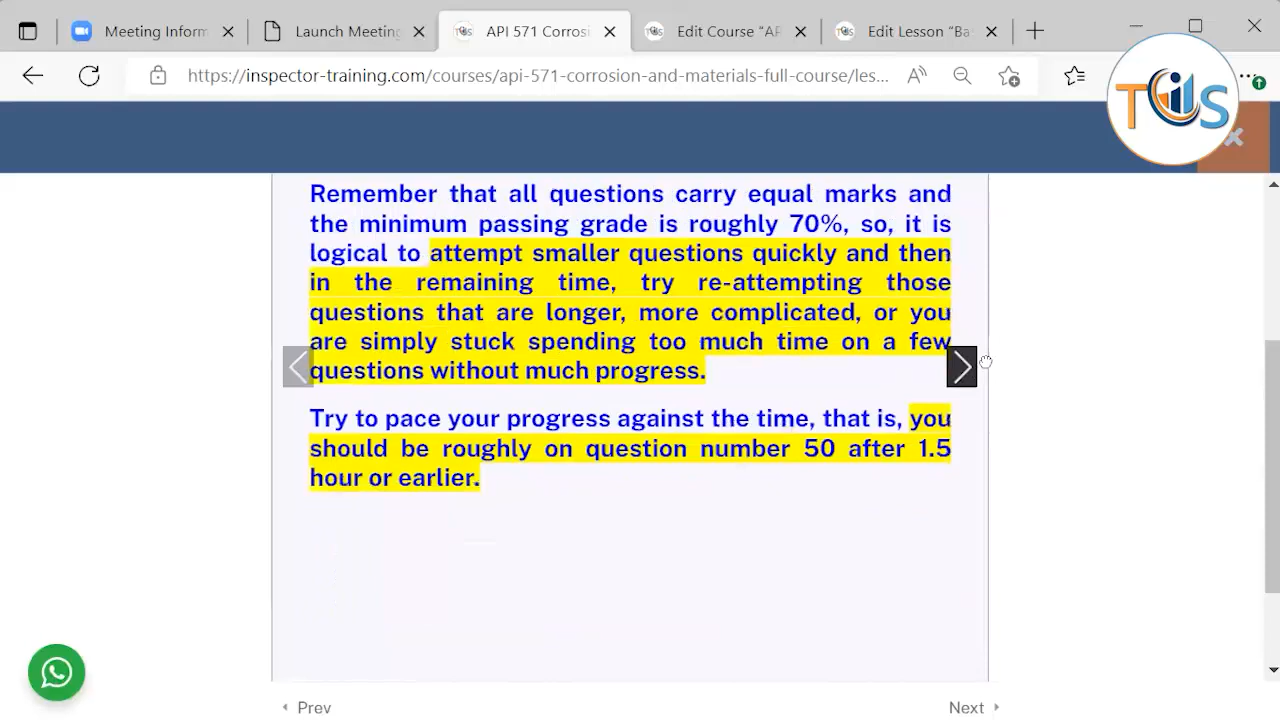 Meeting Inform
Launch Meeting
API 571 Corrosi
Edit Course “AP
Edit Lesson “Ba
https://inspector-training.com/courses/api-571-corrosion-and-materials-full-course/les...
TIS
Remember that all questions carry equal marks and
the minimum passing grade is roughly 70%, so, it is
logical to attempt smaller questions quickly and then
in the remaining time, try re-attempting those
questions that are longer, more complicated, or you
are simply stuck spending too much time on a few
questions without much progress.
Try to pace your progress against the time, that is, you
should be roughly on question number 50 after 1.5
hour or earlier.
Prev
Next